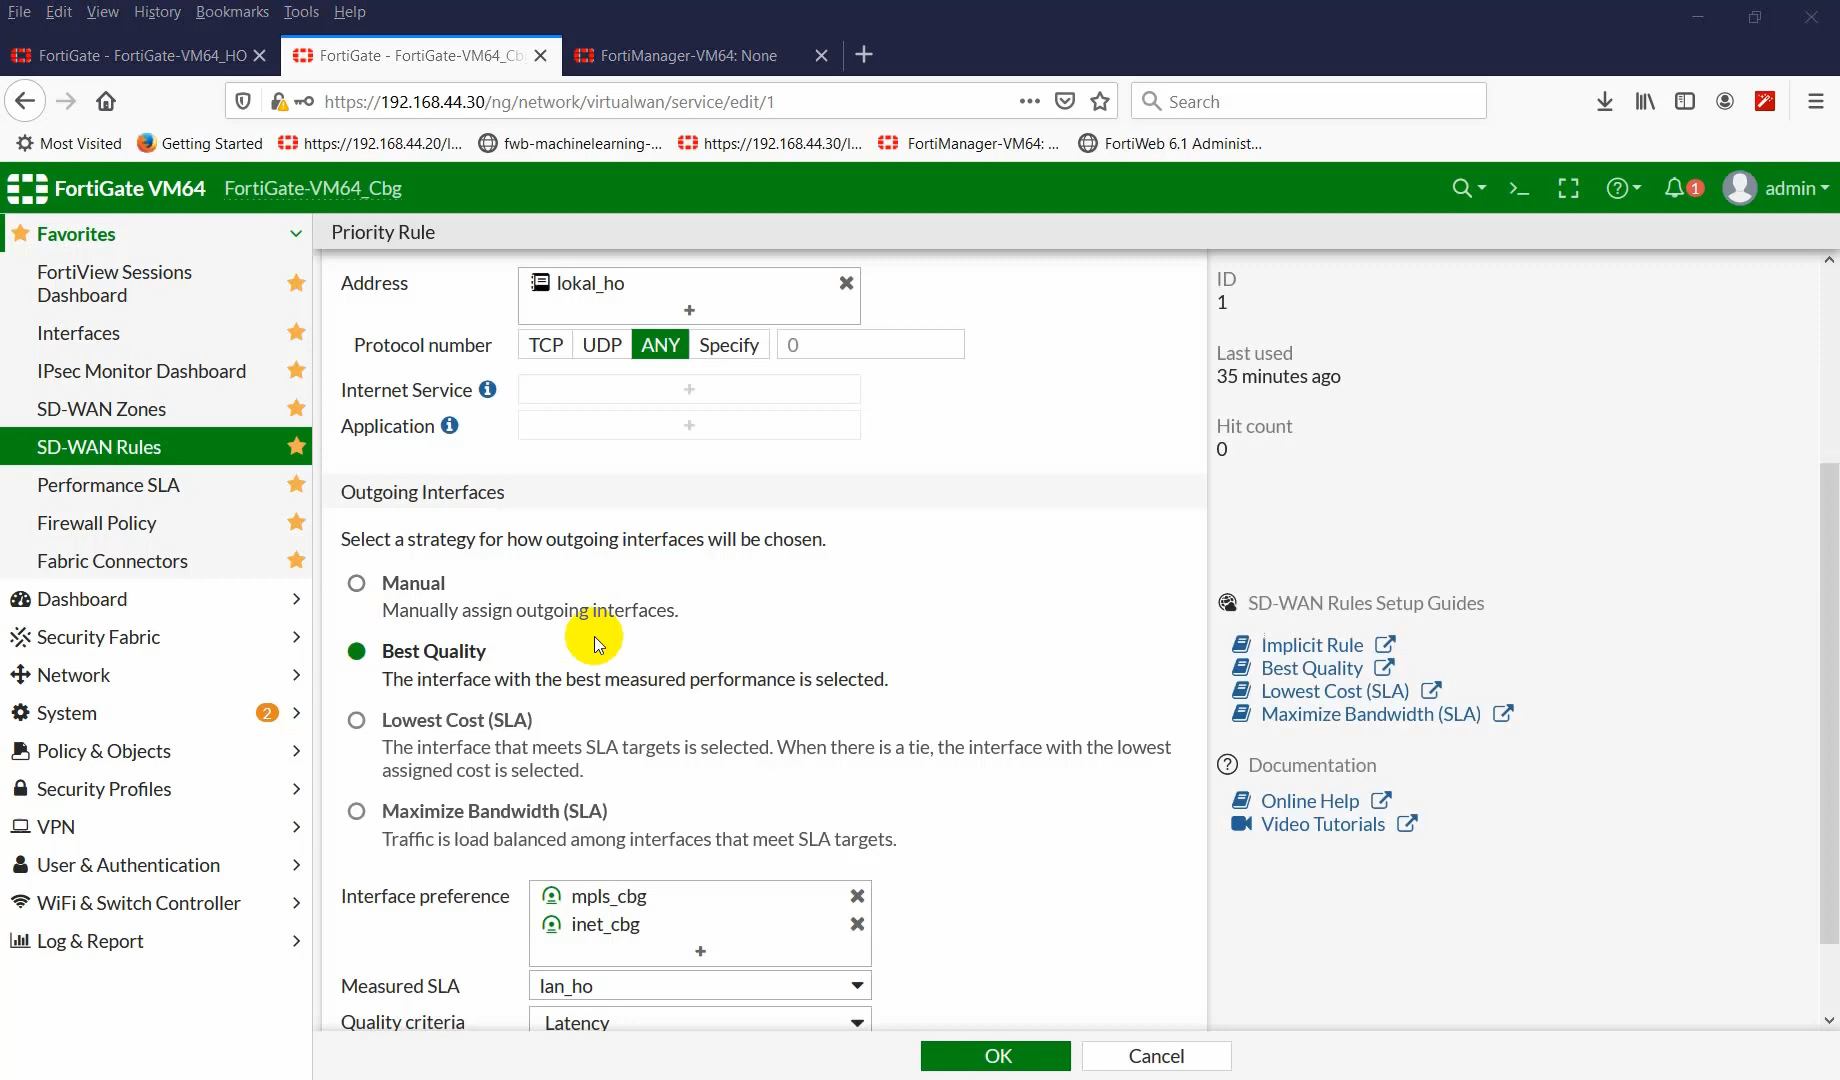 File Edit View History Bookmarks Tools Help
FortiGate - FortiGate-VM64_HO
FortiGate - FortiGate-VM64_Cb
FortiManager-VM64: None
https://192.168.44.30/ng/network/virtualwan/service/edit/1
Search
Most Visited
Getting Started
https://192.168.44.20/l...
fwb-machinelearning-...
https://192.168.44.30/l...
FortiManager-VM64: ...
FortiWeb 6.1 Administ...
FortiGate VM64
FortiGate-VM64_Cbg
1
admin
Favorites
FortiView Sessions
Dashboard
Interfaces
IPsec Monitor Dashboard
SD-WAN Zones
SD-WAN Rules
Performance SLA
Firewall Policy
Fabric Connectors
Dashboard
Security Fabric
Network
System 2
Policy & Objects
Security Profiles
VPN
User & Authentication
WiFi & Switch Controller
Log & Report
Priority Rule
Address lokal_ho
+
Protocol number TCP UDP ANY Specify 0
Internet Service +
Application +
Outgoing Interfaces
Select a strategy for how outgoing interfaces will be chosen.
Manual
Manually assign outgoing interfaces.
Best Quality
The interface with the best measured performance is selected.
Lowest Cost (SLA)
The interface that meets SLA targets is selected. When there is a tie, the interface with the lowest
assigned cost is selected.
Maximize Bandwidth (SLA)
Traffic is load balanced among interfaces that meet SLA targets.
Interface preference mpls_cbg
inet_cbg
+
Measured SLA lan_ho
Quality criteria Latency
OK Cancel
ID
1
Last used
35 minutes ago
Hit count
0
SD-WAN Rules Setup Guides
Implicit Rule
Best Quality
Lowest Cost (SLA)
Maximize Bandwidth (SLA)
Documentation
Online Help
Video Tutorials